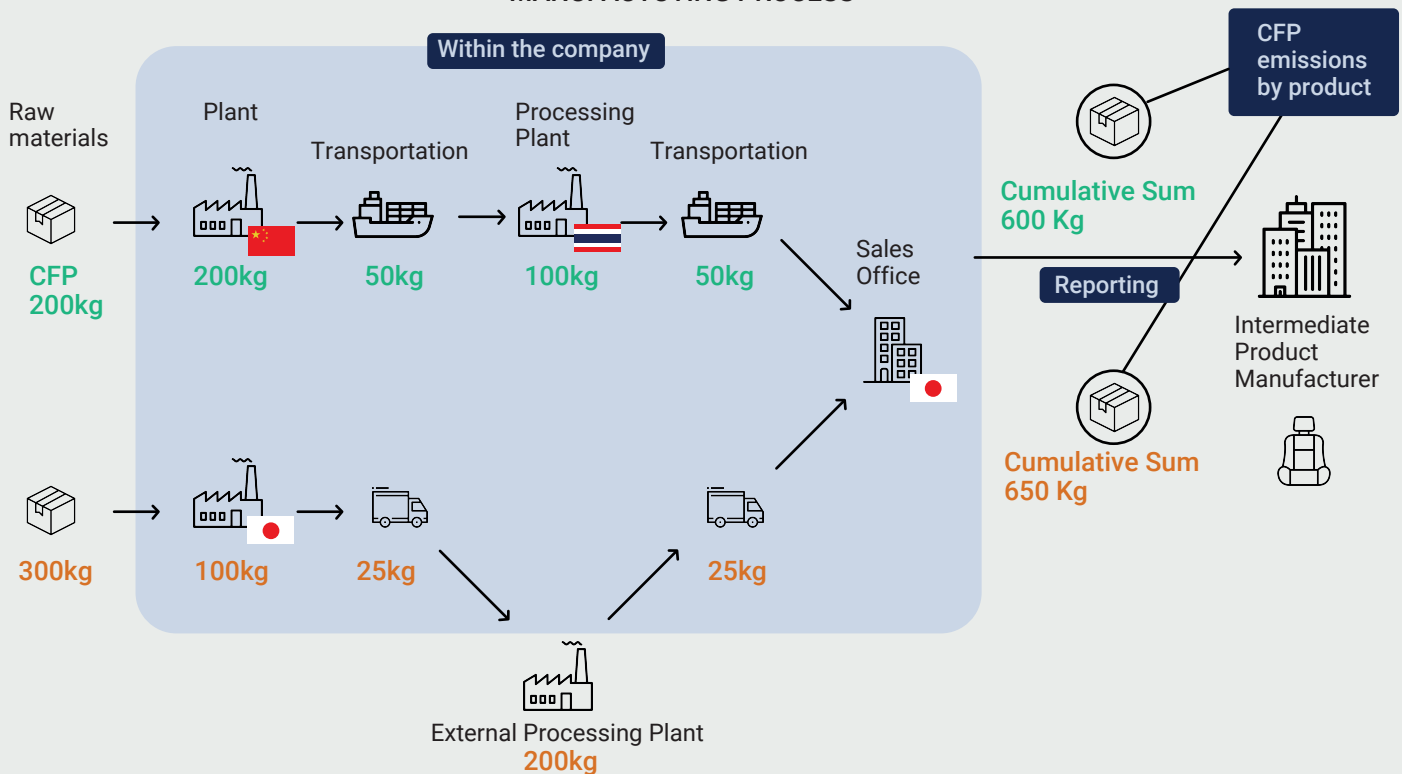 Within the company
CFP
emissions
by product
Raw
materials
Plant
Transportation
Processing
Plant
Transportation
CFP
200kg
200kg
50kg
100kg
50kg
Sales
Office
Cumulative Sum
600 Kg
Reporting
Intermediate
Product
Manufacturer
Cumulative Sum
650 Kg
300kg
100kg
25kg
25kg
External Processing Plant
200kg